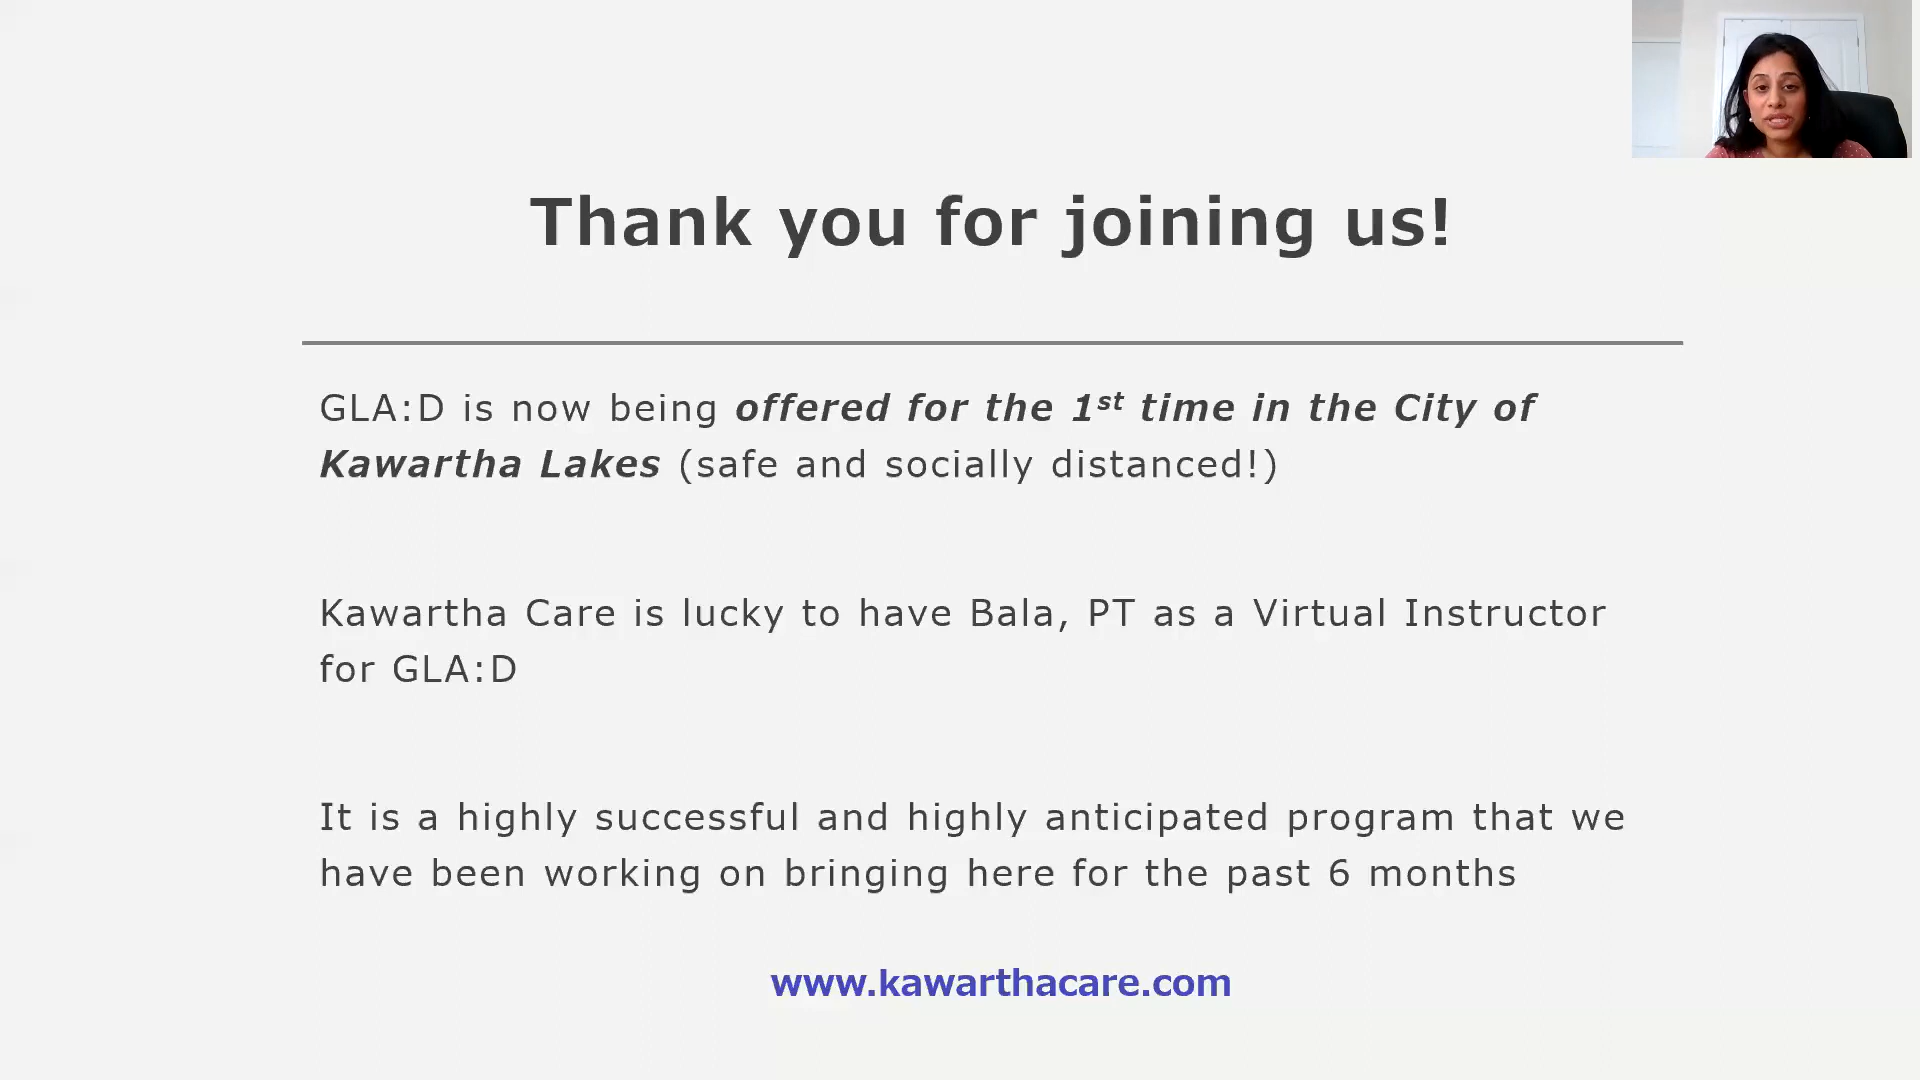 Thank you for joining us!
GLA:D is now being offered for the 1st time in the City of
Kawartha Lakes (safe and socially distanced!)
Kawartha Care is lucky to have Bala, PT as a Virtual Instructor
for GLA:D
It is a highly successful and highly anticipated program that we
have been working on bringing here for the past 6 months
www.kawarthacare.com